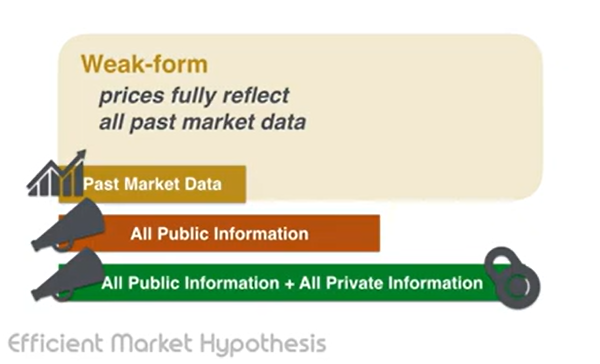 Weak-form
prices fully reflect
all past market data
Past Market Data
All Public Information
All Public Information + All Private Information
Efficient Market Hypothesis